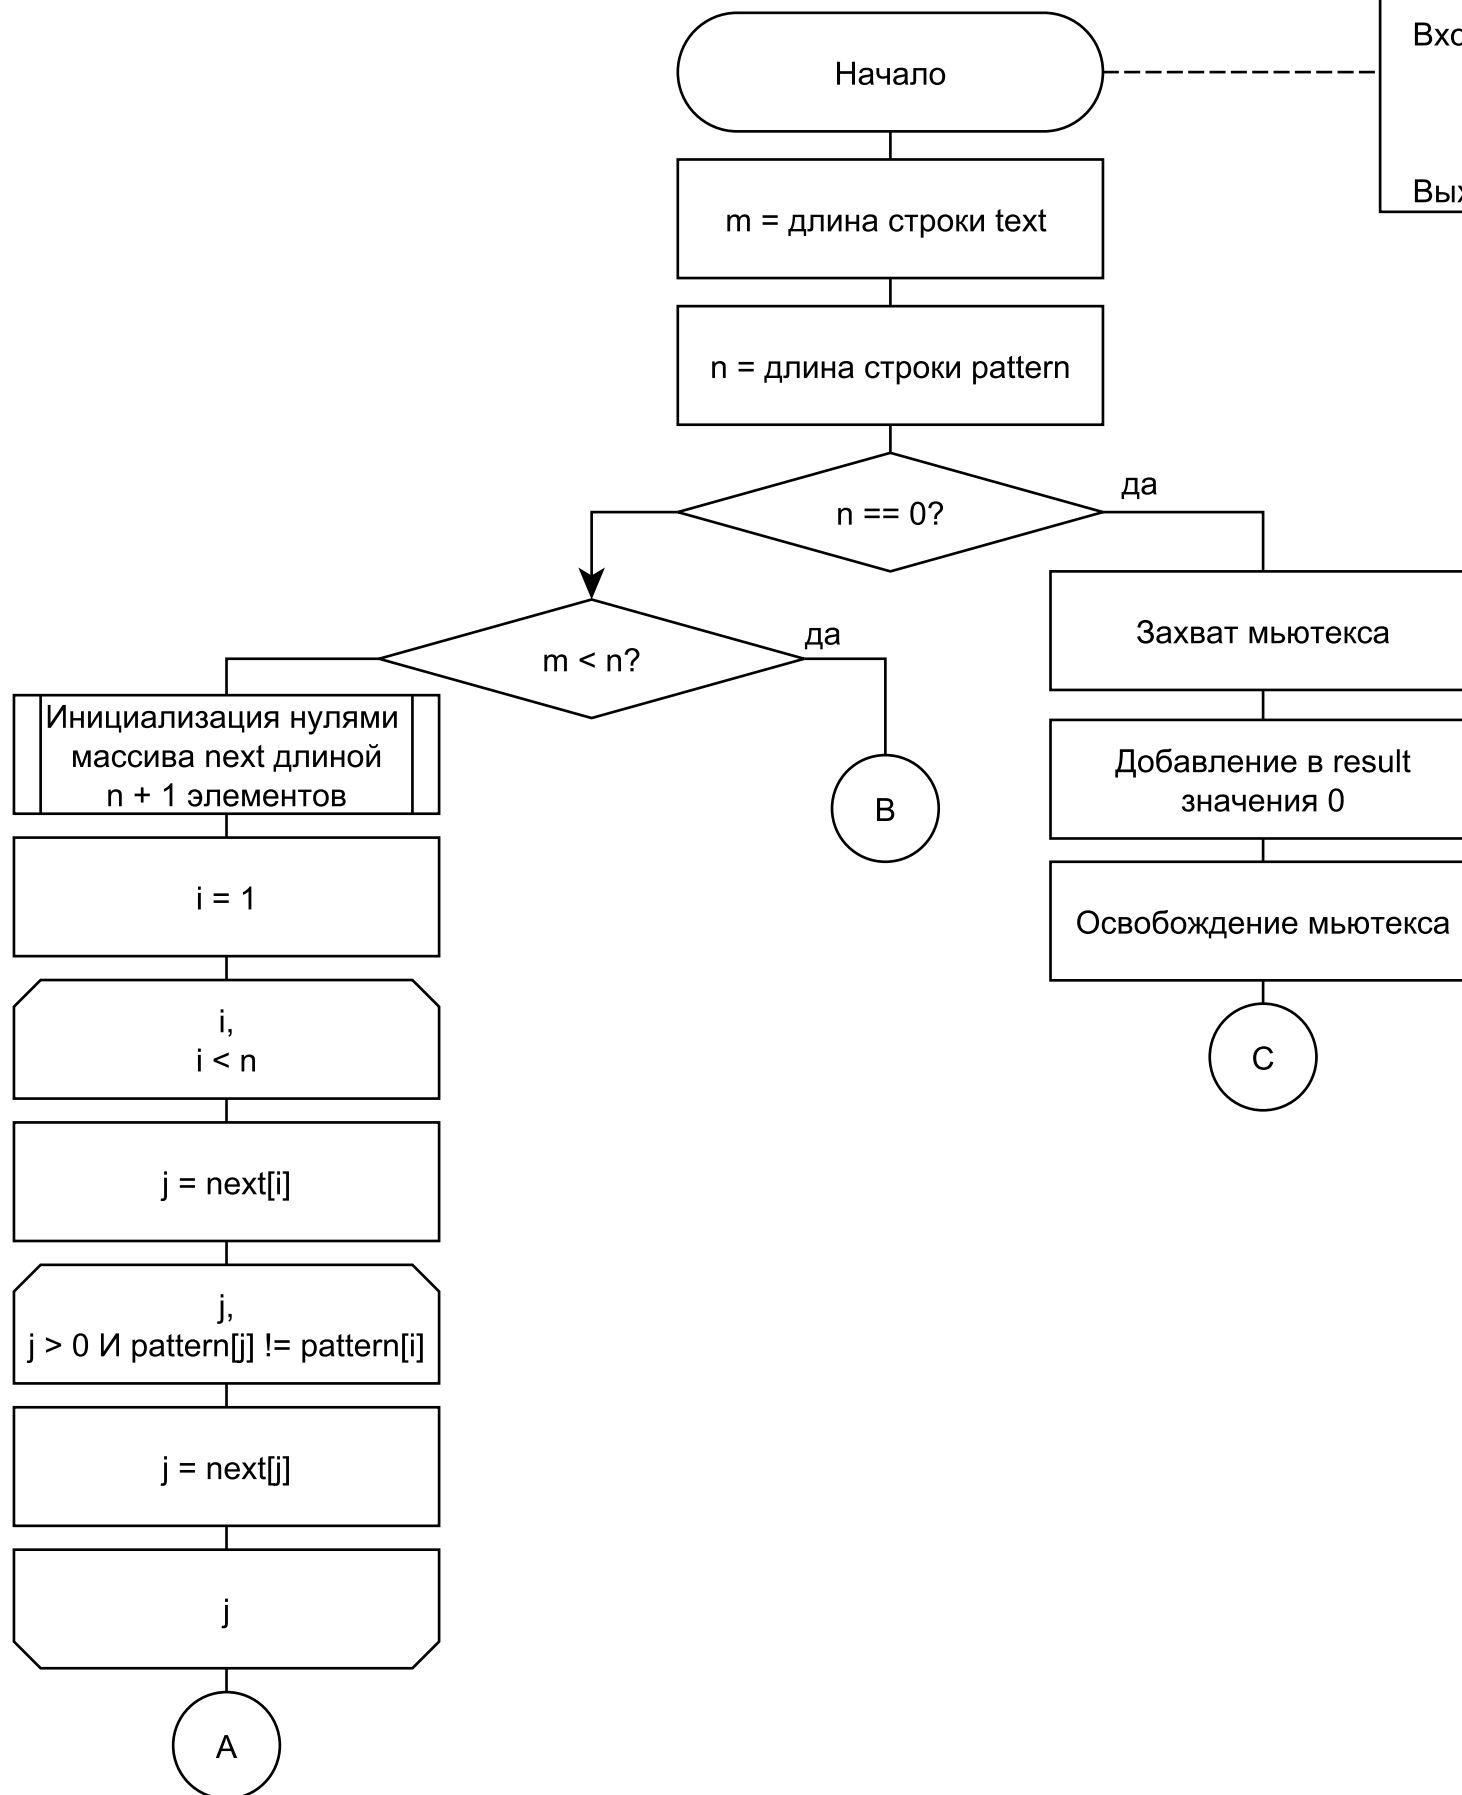 Начало
m = длина строки text
n = длина строки pattern
n == 0?
да
m < n?
да
Захват мьютекса
Инициализация нулями
массива next длиной
n + 1 элементов
Добавление в result
значения 0
B
i = 1
Освобождение мьютекса
i,
i < n
C
j = next[i]
j,
j > 0 И pattern[j] != pattern[i]
j = next[j]
j
A